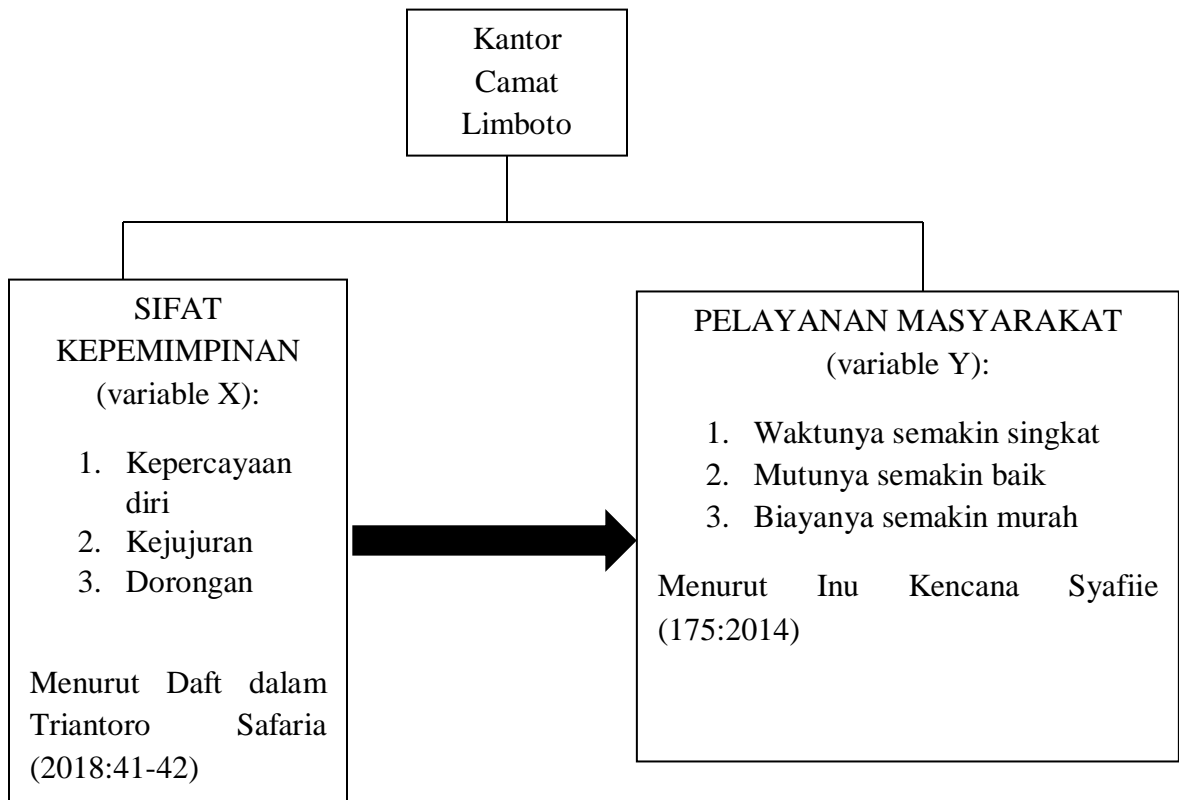 Kantor
Camat
Limboto
SIFAT
KEPEMIMPINAN
(variable X):
1. Kepercayaan
diri
2. Kejujuran
3. Dorongan
Menurut Daft dalam
Triantoro Safaria
(2018:41-42)
PELAYANAN MASYARAKAT
(variable Y):
1. Waktunya semakin singkat
2. Mutunya semakin baik
3. Biayanya semakin murah
Menurut Inu Kencana Syafiie
(175:2014)